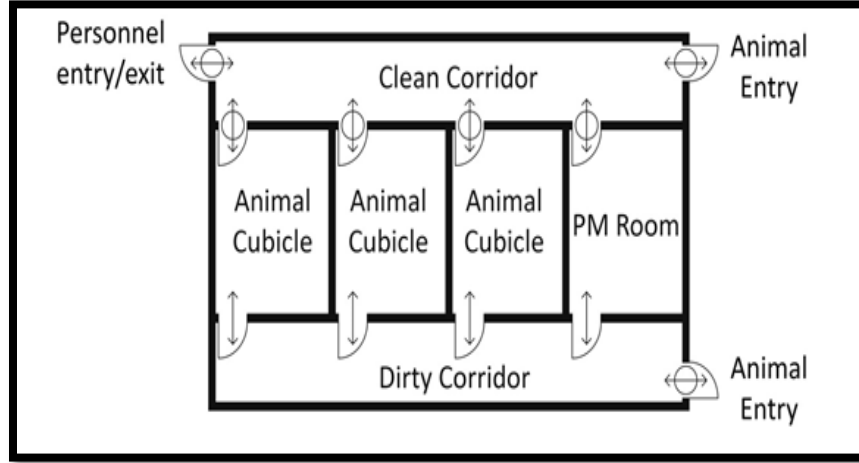 Personnel
entry/exit
Clean Corridor
Animal
Entry
Animal
Cubicle
Animal
Cubicle
Animal
Cubicle
PM Room
Dirty Corridor
Animal
Entry